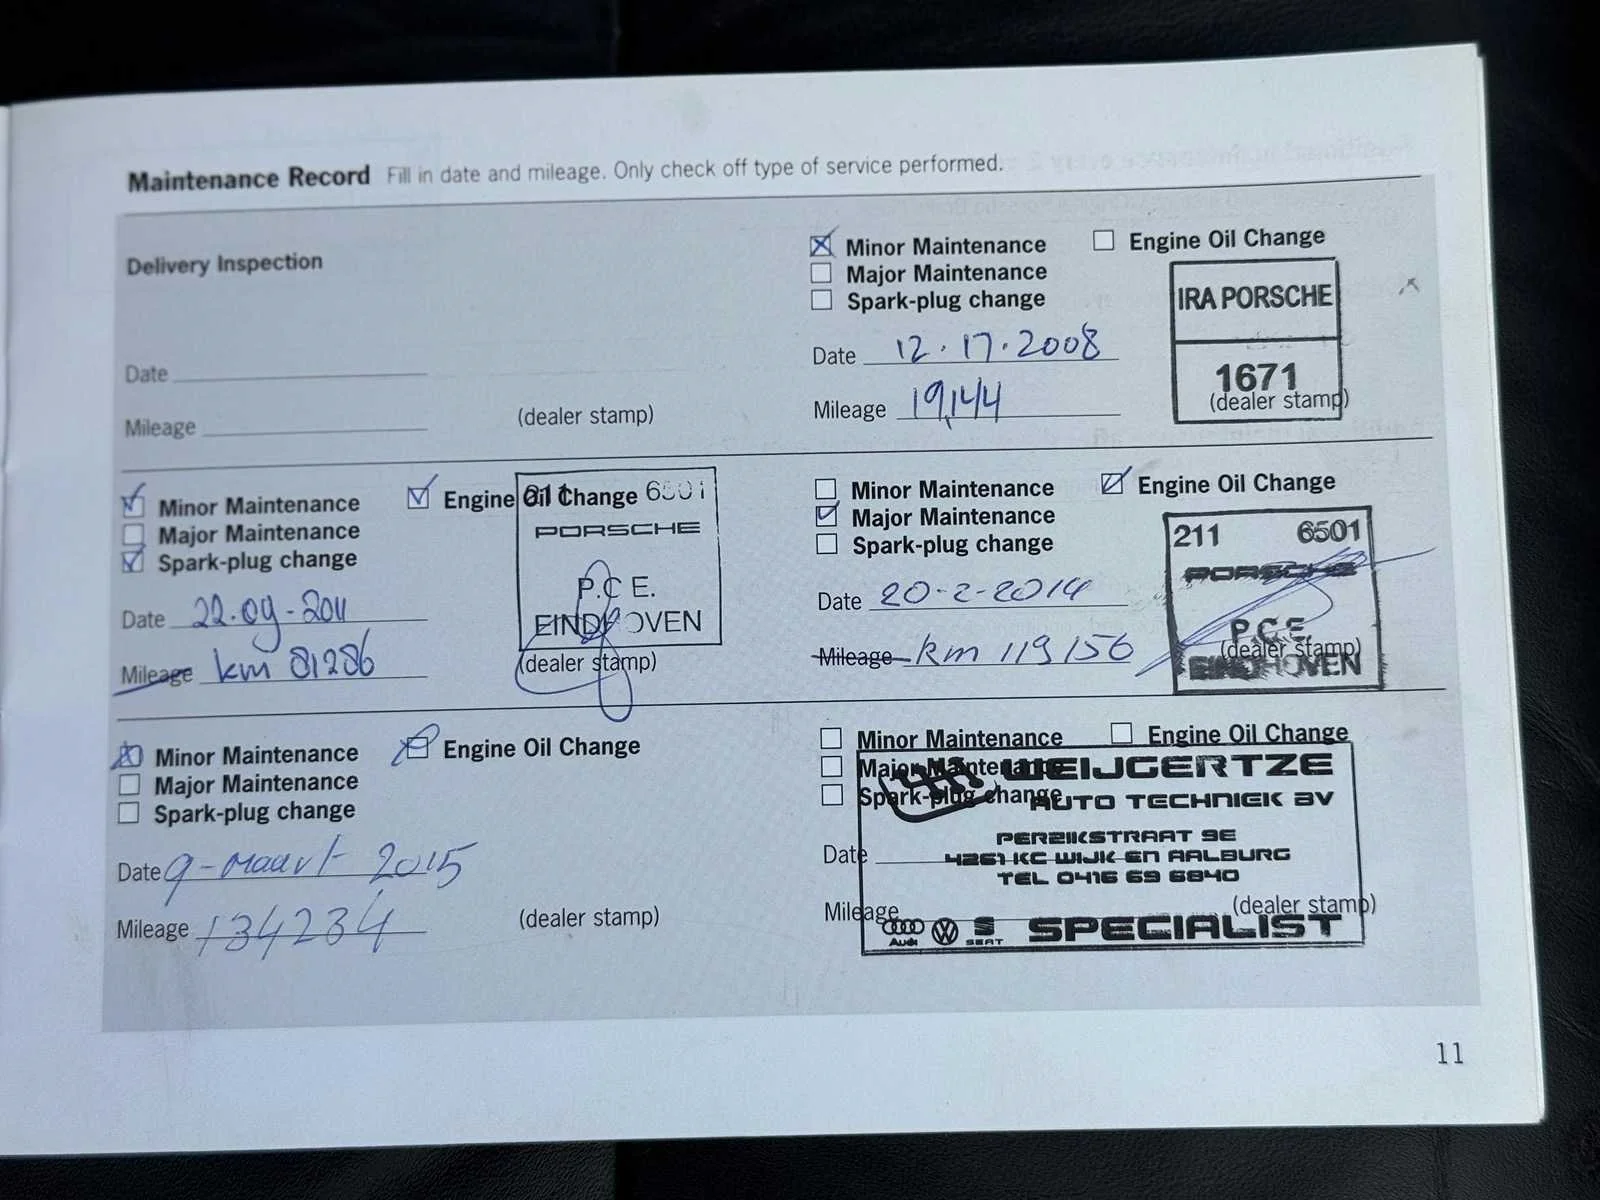 Maintenance Record Fill in date and mileage. Only check off type of service performed.
Delivery Inspection
Date
Mileage
(dealer stamp)
Minor Maintenance
Engine Oil Change
Major Maintenance
Spark-plug change
Date 12.17.2008
Mileage 19,144
IRA PORSCHE
1671
(dealer stamp)
Minor Maintenance
Engine Oil Change
Major Maintenance
Spark-plug change
Date 22.09-2011
Mileage km 81286
211 6501
PORSCHE
P.C E.
EINDHOVEN
(dealer stamp)
Minor Maintenance
Engine Oil Change
Major Maintenance
Spark-plug change
Date 20-2-2014
Mileage km 119156
211 6501
PORSCHE
P.C E.
EINDHOVEN
(dealer stamp)
Minor Maintenance
Engine Oil Change
Major Maintenance
Spark-plug change
Date 9-maart 2015
Mileage 134234
(dealer stamp)
Minor Maintenance
Engine Oil Change
Major Maintenance
Spark-plug change
Date
Mileage
(dealer stamp)
WEIJGERTZE
AUTO TECHNIEK BV
PERZIKSTRAAT 9E
4261 KC WIJK EN AALBURG
TEL 0416 69 6840
Audi
SEAT
SPECIALIST
11